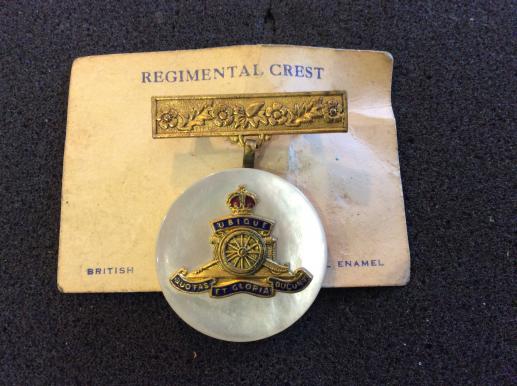 REGIMENTAL CREST
UBIQUE
QUO FAS
ET GLORIA
DUCUNT
BRITISH L ENAMEL